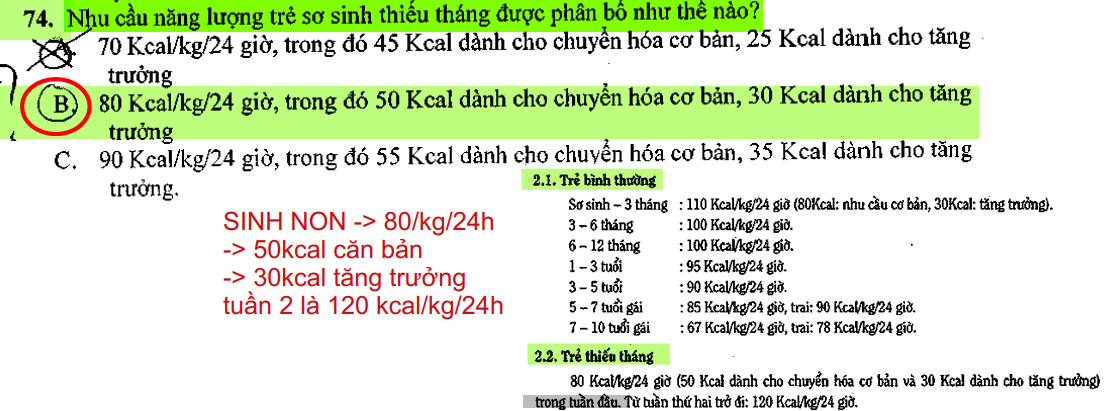 74. Nhu cầu năng lượng trẻ sơ sinh thiếu tháng được phân bố như thế nào?
70 Kcal/kg/24 giờ, trong đó 45 Kcal dành cho chuyển hóa cơ bản, 25 Kcal dành cho tăng
trưởng
B. 80 Kcal/kg/24 giờ, trong đó 50 Kcal dành cho chuyển hóa cơ bản, 30 Kcal dành cho tăng
trưởng
C. 90 Kcal/kg/24 giờ, trong đó 55 Kcal dành cho chuyển hóa cơ bản, 35 Kcal dành cho tăng
trưởng.
SINH NON -> 80/kg/24h
-> 50kcal căn bản
-> 30kcal tăng trưởng
tuần 2 là 120 kcal/kg/24h
2.1. Trẻ bình thường
Sơ sinh – 3 tháng : 110 Kcal/kg/24 giờ (80Kcal: nhu cầu cơ bản, 30Kcal: tăng trưởng).
3 – 6 tháng : 100 Kcal/kg/24 giờ.
6 – 12 tháng : 100 Kcal/kg/24 giờ.
1 – 3 tuổi : 95 Kcal/kg/24 giờ.
3 – 5 tuổi : 90 Kcal/kg/24 giờ.
5 – 7 tuổi gái : 85 Kcal/kg/24 giờ, trai: 90 Kcal/kg/24 giờ.
7 – 10 tuổi gái : 67 Kcal/kg/24 giờ, trai: 78 Kcal/kg/24 giờ.
2.2. Trẻ thiếu tháng
80 Kcal/kg/24 giờ (50 Kcal dành cho chuyển hóa cơ bản và 30 Kcal dành cho tăng trưởng)
trong tuần đầu. Từ tuần thứ hai trở đi: 120 Kcal/kg/24 giờ.